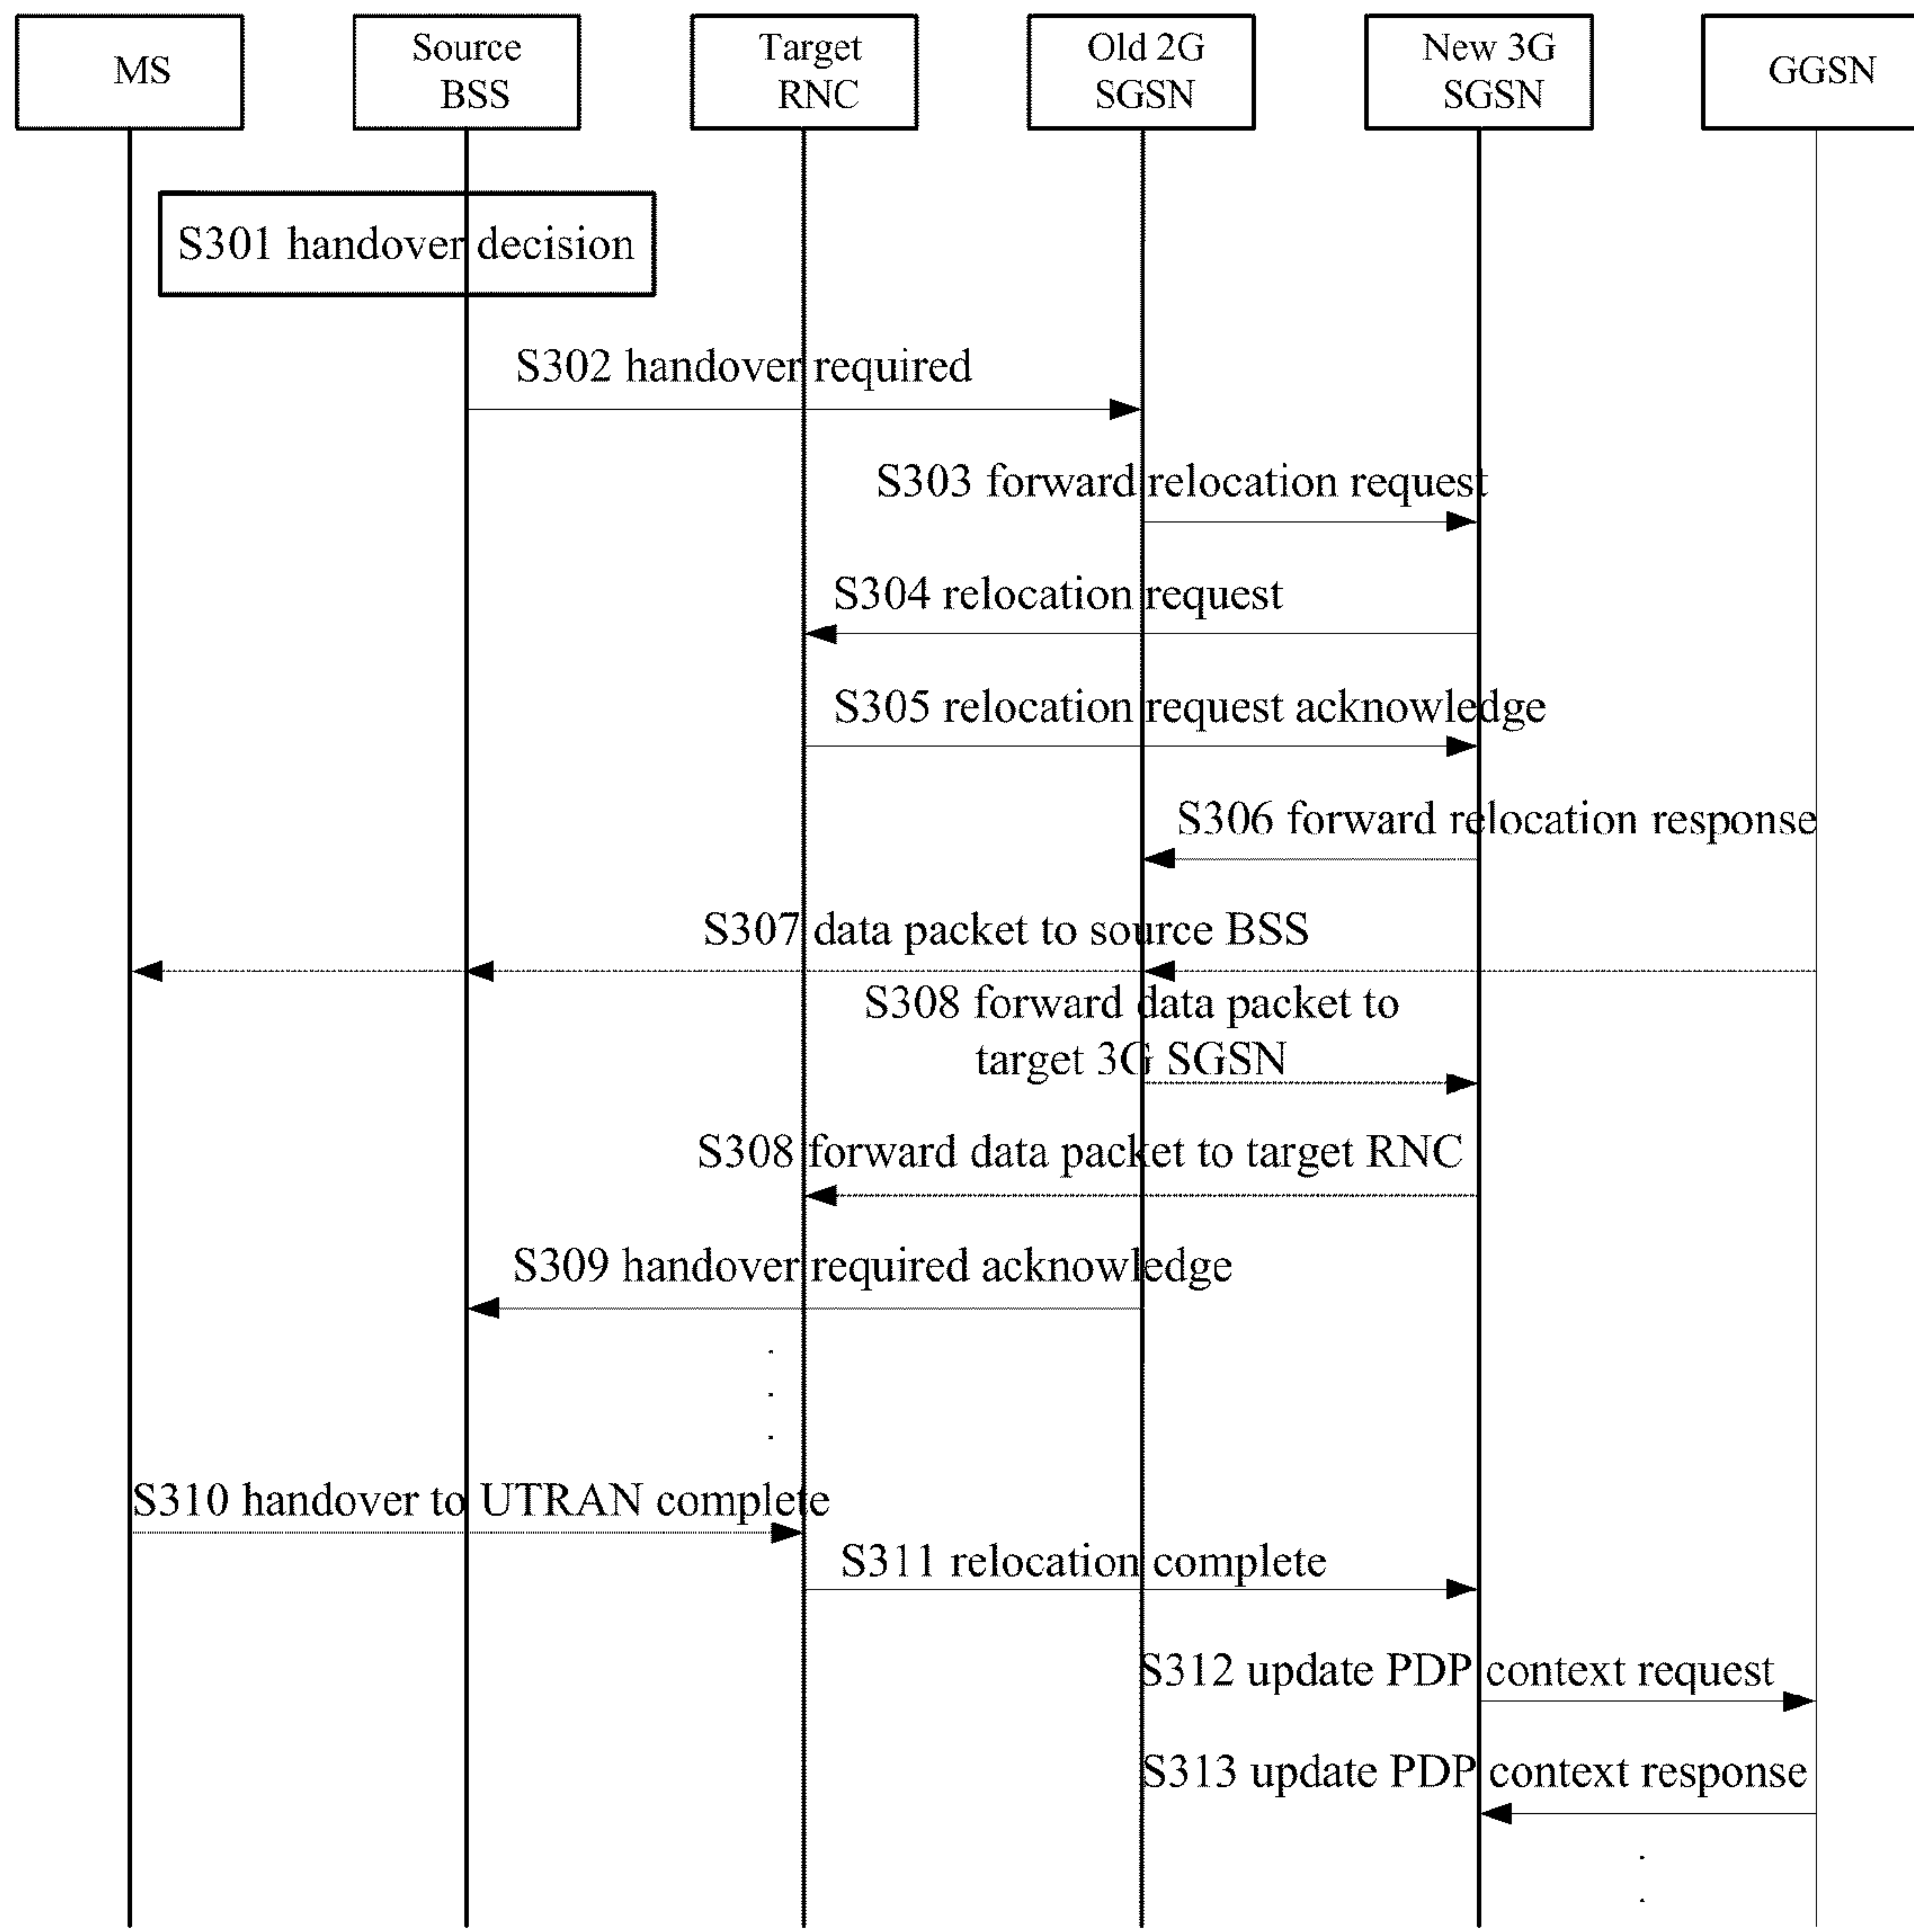 MS
Source
BSS
Target
RNC
Old 2G
SGSN
New 3G
SGSN
GGSN
S301 handover decision
S302 handover required
S303 forward relocation request
S304 relocation request
S305 relocation request acknowledge
S306 forward relocation response
S307 data packet to source BSS
S308 forward data packet to
target 3G SGSN
S308 forward data packet to target RNC
S309 handover required acknowledge
S310 handover to UTRAN complete
S311 relocation complete
S312 update PDP context request
S313 update PDP context response